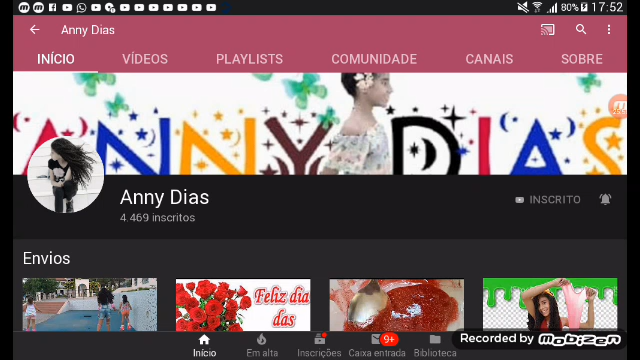 80% 17:52
Anny Dias
INÍCIO VÍDEOS PLAYLISTS COMUNIDADE CANAIS SOBRE
ANNY DIAS
Anny Dias
4.469 inscritos
INSCRITO
Envios
Feliz dia
das
9+
Início Em alta Inscrições Caixa entrada Biblioteca
Recorded by MOBIZEN